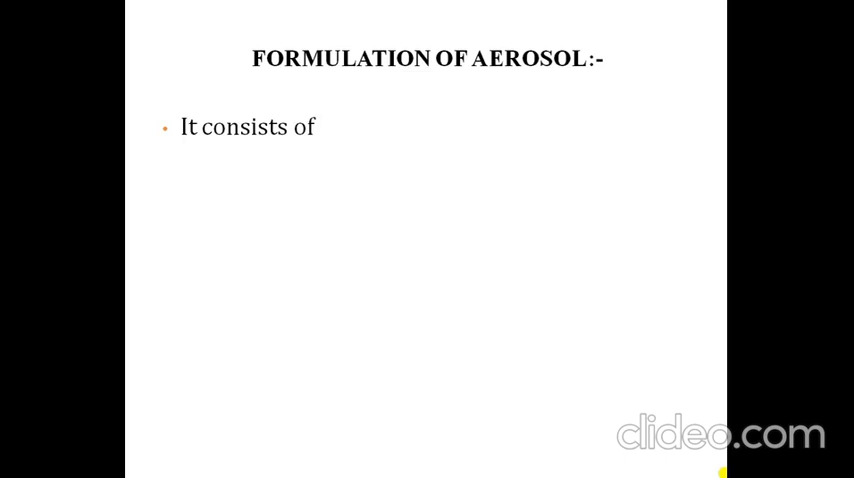 FORMULATION OF AEROSOL:-
• It consists of
clideo.com